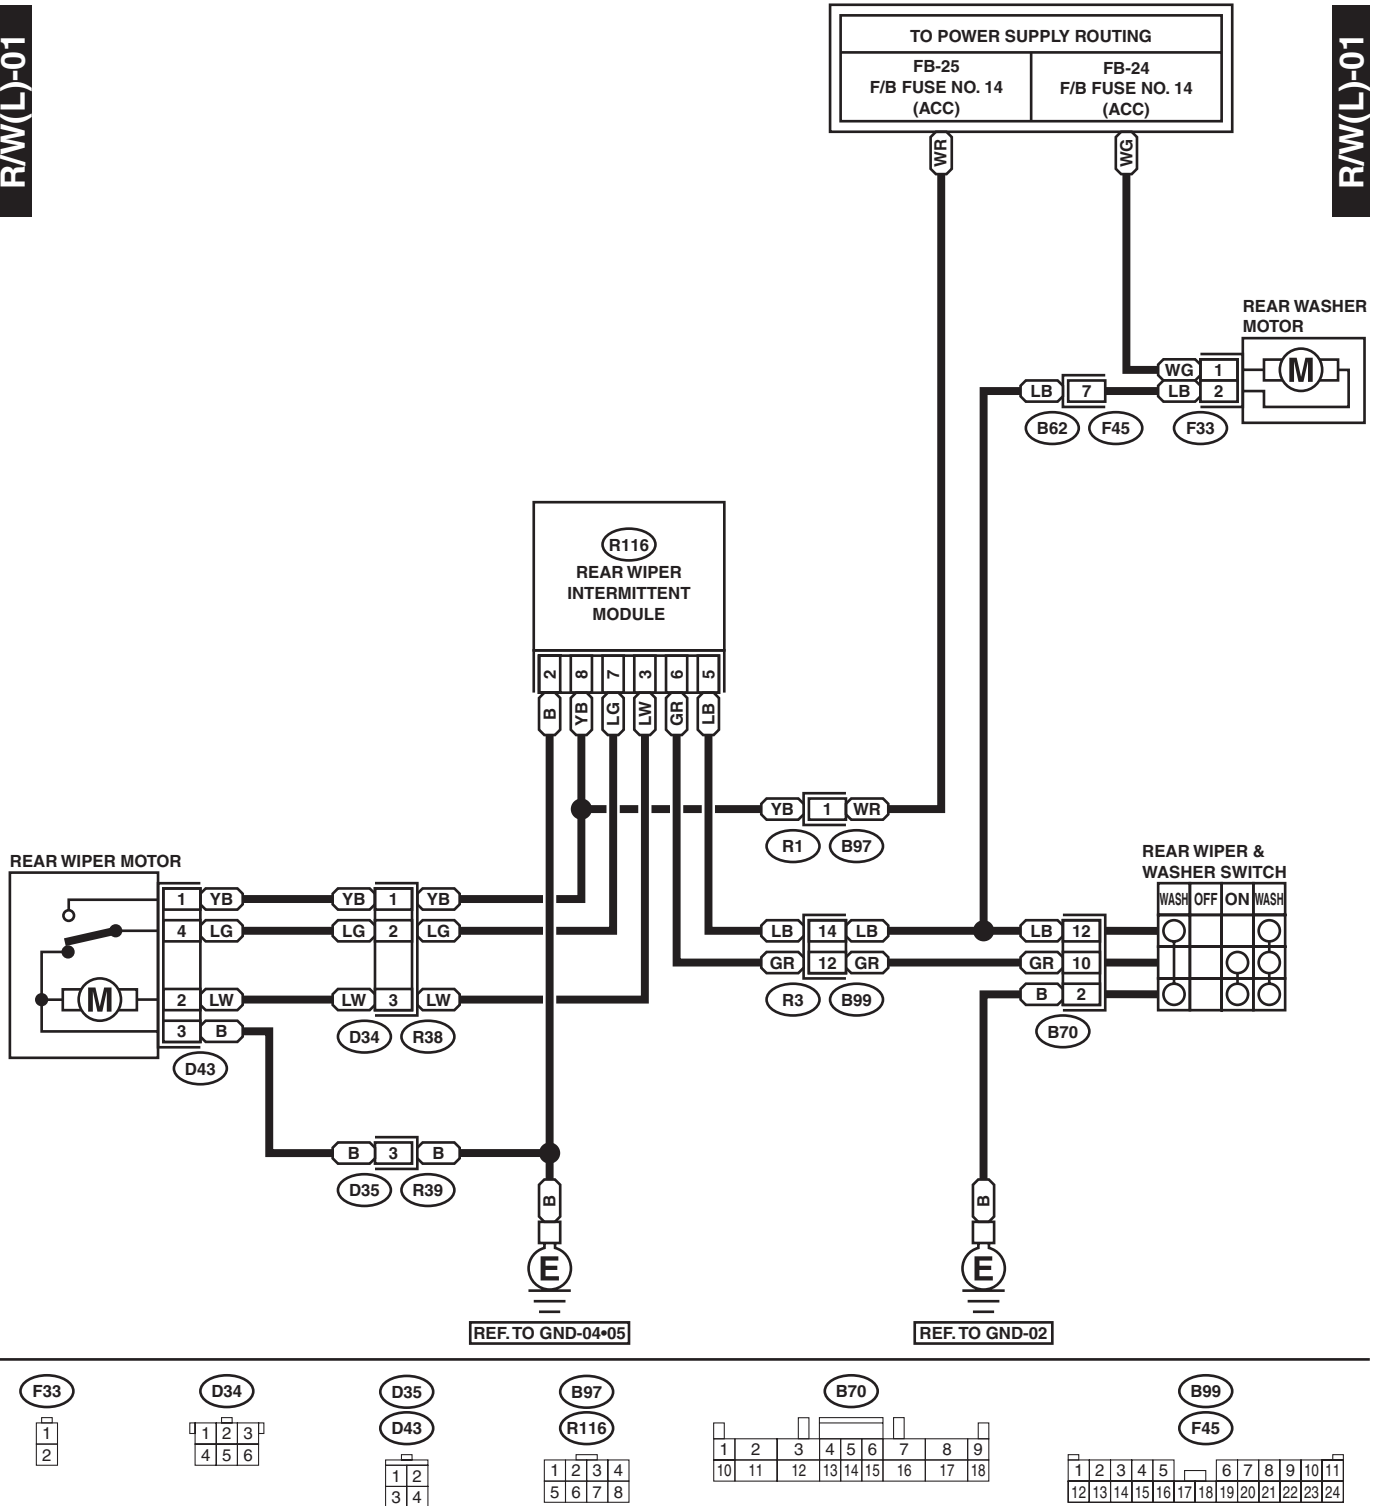 R/W(L)-01
R/W(L)-01
TO POWER SUPPLY ROUTING
FB-25
F/B FUSE NO. 14
(ACC)
FB-24
F/B FUSE NO. 14
(ACC)
WR
WG
REAR WASHER
MOTOR
WG 1
LB 7 LB 2
M
B62 F45 F33
R116
REAR WIPER
INTERMITTENT
MODULE
2 8 7 3 6 5
B YB LG LW GR LB
YB 1 WR
R1 B97
REAR WIPER MOTOR
1 YB YB 1 YB
4 LG LG 2 LG
M
2 LW LW 3 LW
3 B
D34 R38
D43
REAR WIPER &
WASHER SWITCH
WASH OFF ON WASH
LB 14 LB LB 12
GR 12 GR GR 10
B 2
R3 B99
B70
B 3 B
D35 R39
B
B
E
E
REF. TO GND-04•05
REF. TO GND-02
F33
1
2
D34
1 2 3
4 5 6
D35
D43
1 2
3 4
B97
R116
1 2 3 4
5 6 7 8
B70
1 2 3 4 5 6 7 8 9
10 11 12 13 14 15 16 17 18
B99
F45
1 2 3 4 5 6 7 8 9 10 11
12 13 14 15 16 17 18 19 20 21 22 23 24